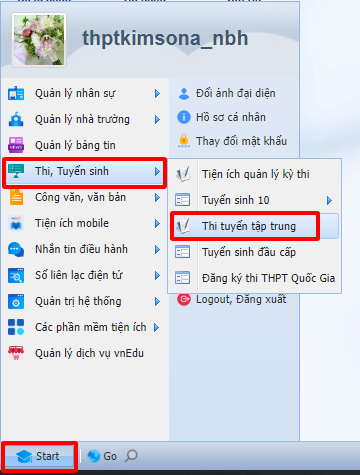 thptkimsona_nbh
Quản lý nhân sự
Quản lý nhà trường
Quản lý bảng tin
Thi, Tuyển sinh
Công văn, văn bản
Tiện ích mobile
Nhắn tin điều hành
Sổ liên lạc điện tử
Quản trị hệ thống
Các phần mềm tiện ích
Quản lý dịch vụ vnEdu
Đổi ảnh đại diện
Hồ sơ cá nhân
Thay đổi mật khẩu
Tiện ích quản lý kỳ thi
Tuyển sinh 10
Thi tuyển tập trung
Tuyển sinh đầu cấp
Đăng ký thi THPT Quốc Gia
Logout, Đăng xuất
Start
Go